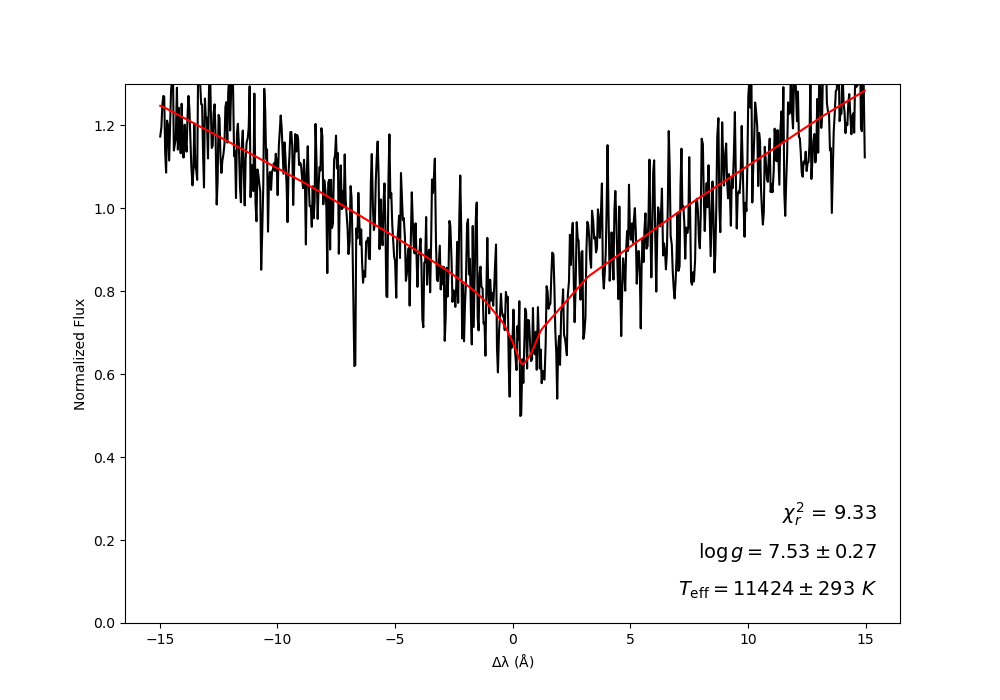 Normalized Flux
1.2
1.0
0.8
0.6
0.4
0.2
0.0
χ²ᵣ = 9.33
log g = 7.53 ± 0.27
T_eff = 11424 ± 293 K
−15
−10
−5
0
5
10
15
Δλ (Å)